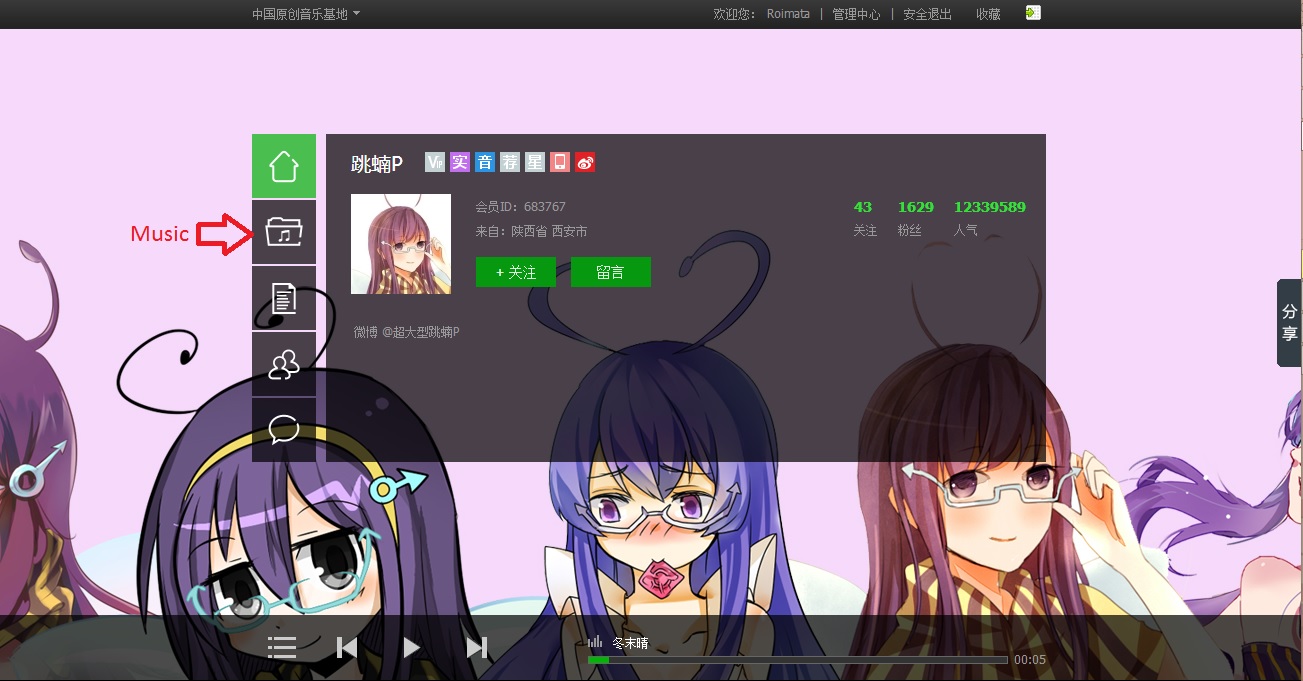 中国原创音乐基地
欢迎您： Roimata | 管理中心 | 安全退出 收藏
跳蝻P Vip 实 音 荐 星
会员ID：683767
来自：陕西省 西安市
43 1629 12339589
关注 粉丝 人气
+ 关注 留言
Music
微博 @超大型跳蝻P
分享
冬末晴
00:05